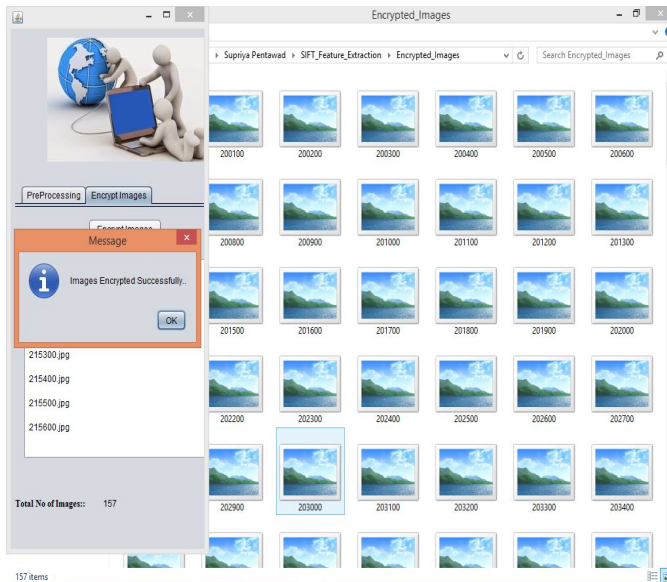 Encrypted_Images
Supriya Pentawad SIFT_Feature_Extraction Encrypted_Images
Search Encrypted_Images
PreProcessing
Encrypt Images
Encrypt Images
Message
Images Encrypted Successfully..
OK
215300.jpg
215400.jpg
215500.jpg
215600.jpg
Total No of Images:: 157
200100 200200 200300 200400 200500 200600
200800 200900 201000 201100 201200 201300
201500 201600 201700 201800 201900 202000
202200 202300 202400 202500 202600 202700
202900 203000 203100 203200 203300 203400
157 items